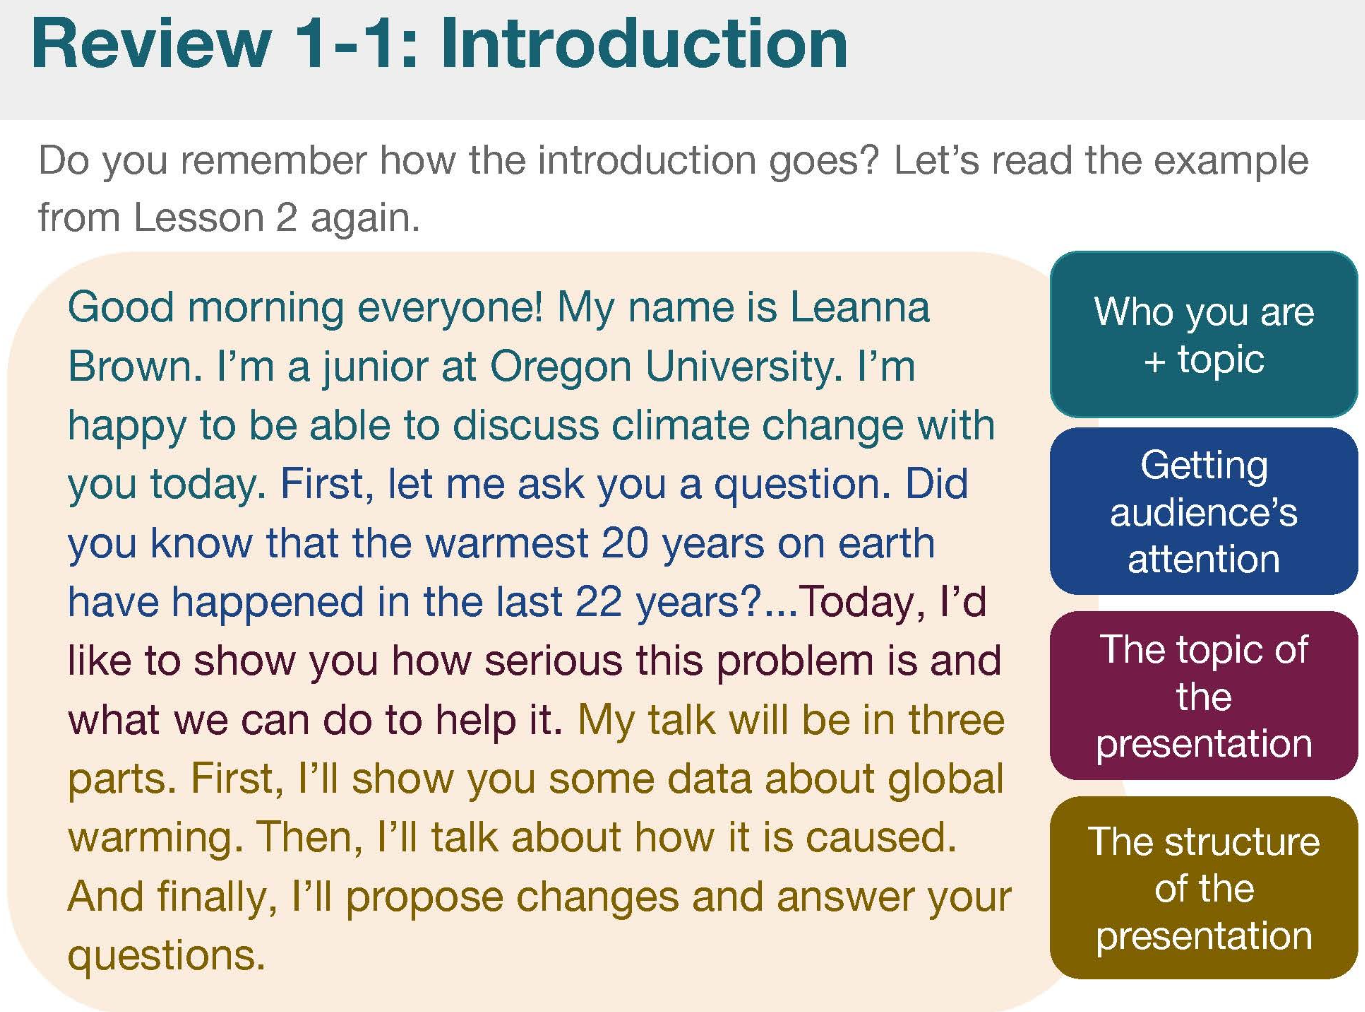 Review 1-1: Introduction
Do you remember how the introduction goes? Let’s read the example
from Lesson 2 again.
Good morning everyone! My name is Leanna
Brown. I’m a junior at Oregon University. I’m
happy to be able to discuss climate change with
you today. First, let me ask you a question. Did
you know that the warmest 20 years on earth
have happened in the last 22 years?...Today, I’d
like to show you how serious this problem is and
what we can do to help it. My talk will be in three
parts. First, I’ll show you some data about global
warming. Then, I’ll talk about how it is caused.
And finally, I’ll propose changes and answer your
questions.
Who you are
+ topic
Getting
audience’s
attention
The topic of
the
presentation
The structure
of the
presentation